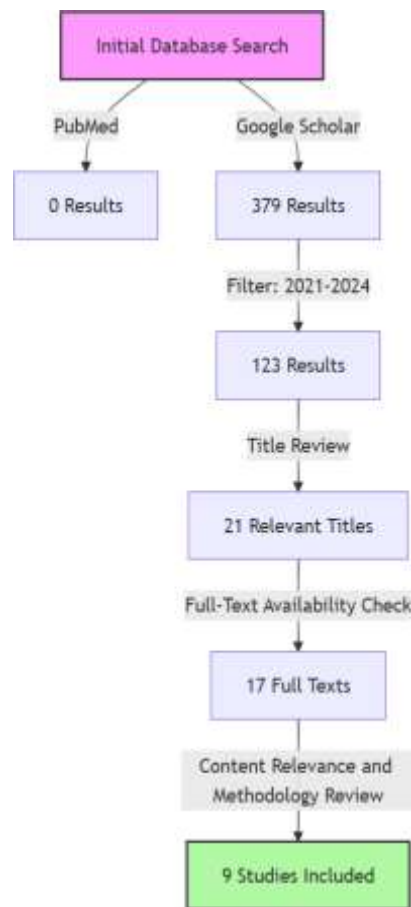 Initial Database Search
PubMed
Google Scholar
0 Results
379 Results
Filter: 2021-2024
123 Results
Title Review
21 Relevant Titles
Full-Text Availability Check
17 Full Texts
Content Relevance and
Methodology Review
9 Studies Included